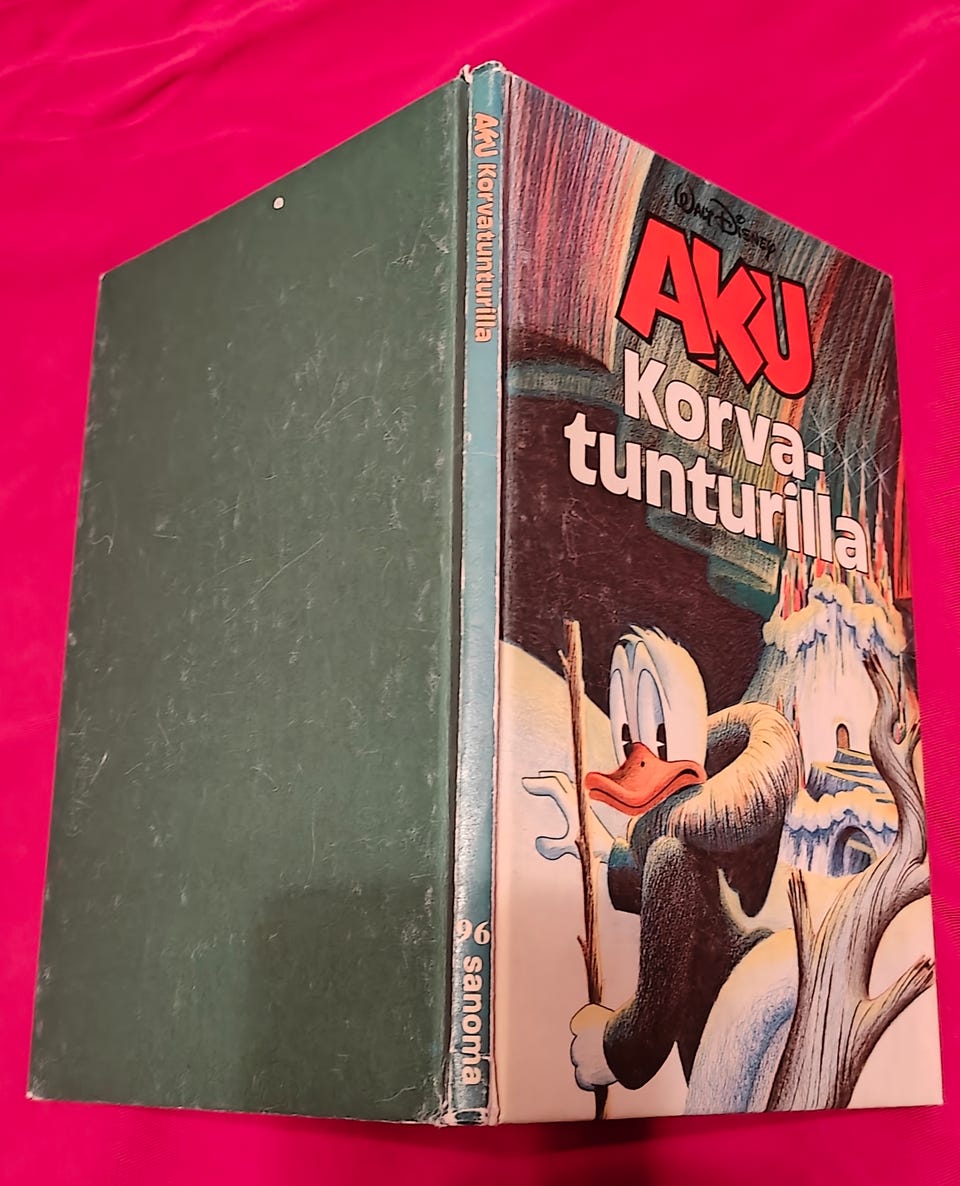 AKU Korvatunturilla
96
sanoma
WALT DISNEY
AKU
Korva-
tunturilla